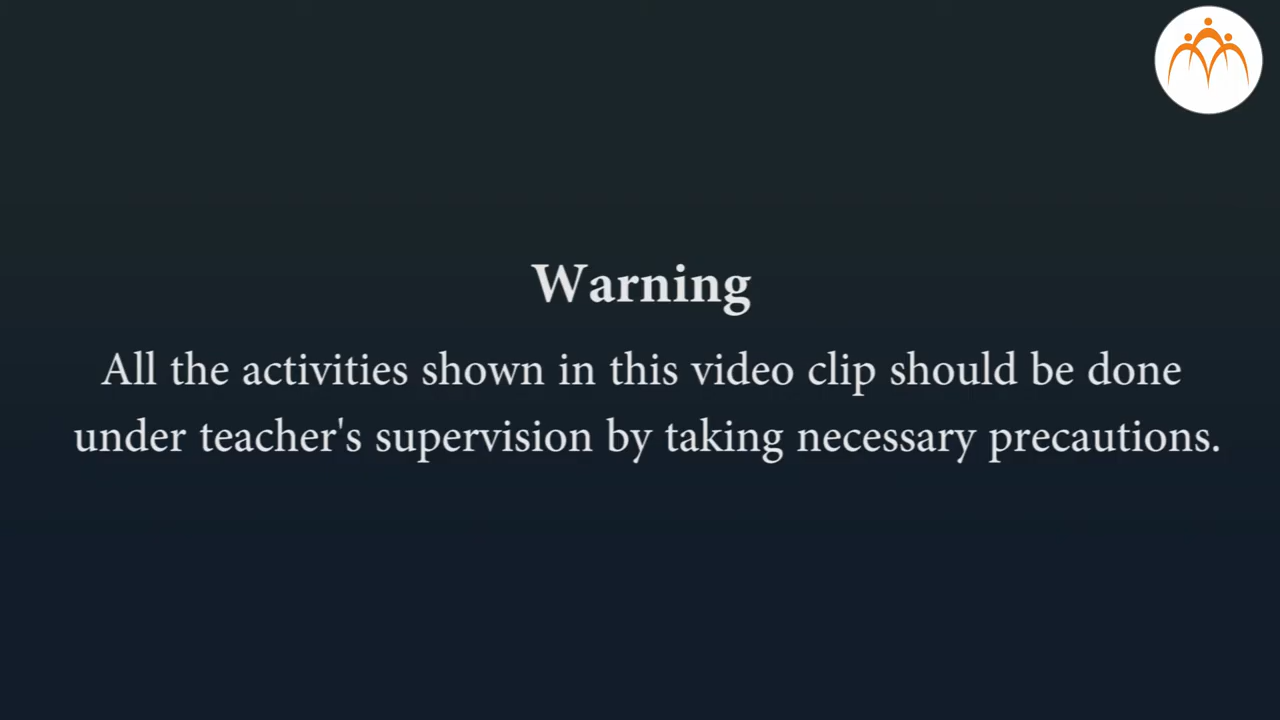 Warning
All the activities shown in this video clip should be done
under teacher's supervision by taking necessary precautions.